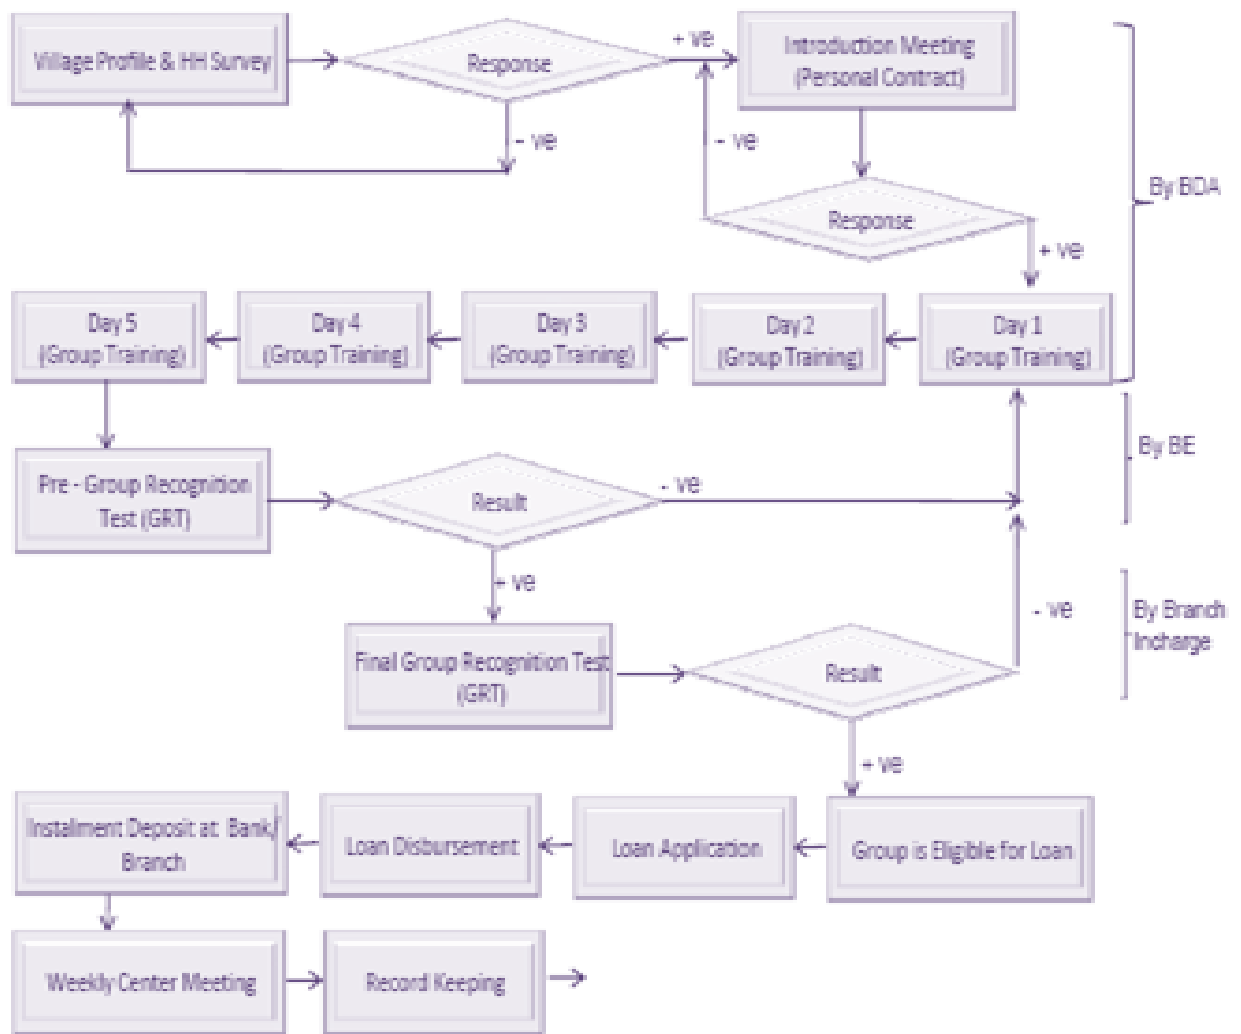 Village Profile & HH Survey
Response
+ ve
Introduction Meeting
(Personal Contract)
- ve
- ve
By BDA
Response
+ ve
Day 5
(Group Training)
Day 4
(Group Training)
Day 3
(Group Training)
Day 2
(Group Training)
Day 1
(Group Training)
By BE
Pre - Group Recognition
Test (GRT)
Result
- ve
+ ve
Final Group Recognition Test
(GRT)
Result
- ve
By Branch
Incharge
+ ve
Instalment Deposit at Bank/
Branch
Loan Disbursement
Loan Application
Group is Eligible for Loan
Weekly Center Meeting
Record Keeping